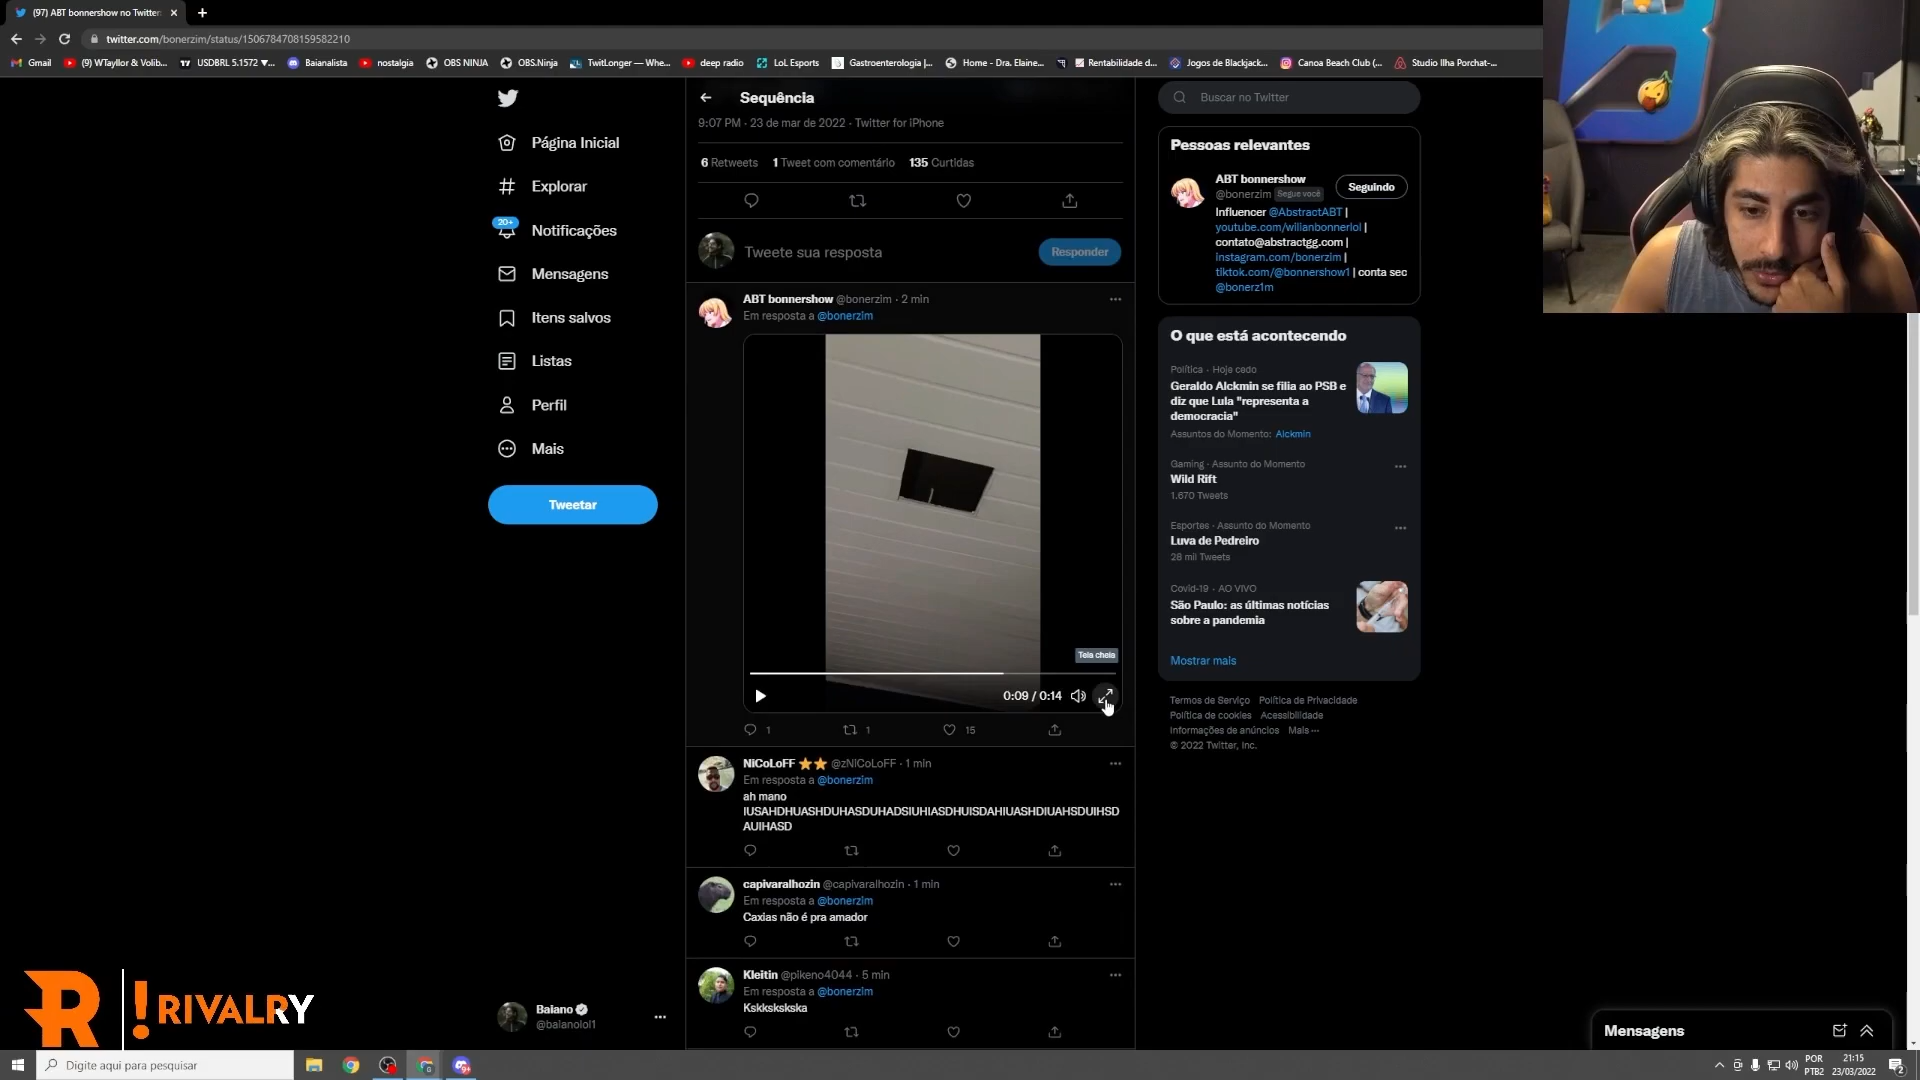 (97) ABT bonnershow no Twitter:
twitter.com/bonerzim/status/1506784708159582210
Gmail
(9) WTayllor & Volib...
USDBRL 5.1572 ▼...
Baianalista
nostalgia
OBS NINJA
OBS.Ninja
TwitLonger — Whe...
deep radio
LoL Esports
Gastroenterologia |...
Home - Dra. Elaine...
Rentabilidade d...
Jogos de Blackjack...
Canoa Beach Club (...
Studio Ilha Porchat-...
Página Inicial
Explorar
20+
Notificações
Mensagens
Itens salvos
Listas
Perfil
Mais
Tweetar
Baiano
@baianolol1
Sequência
9:07 PM · 23 de mar de 2022 · Twitter for iPhone
6 Retweets 1 Tweet com comentário 135 Curtidas
Tweete sua resposta
Responder
ABT bonnershow @bonerzim · 2 min
Em resposta a @bonerzim
Tela cheia
0:09 / 0:14
1 1 15
NiCoLoFF ⭐⭐ @zNiCoLoFF · 1 min
Em resposta a @bonerzim
ah mano
IUSAHDHUASHDUHASDUHADSIUHIASDHUISDAHIUASHDIUAHSDUIHSD
AUIHASD
capivaralhozin @capivaralhozin · 1 min
Em resposta a @bonerzim
Caxias não é pra amador
Kleitin @pikeno4044 · 5 min
Em resposta a @bonerzim
Kskkskskska
Buscar no Twitter
Pessoas relevantes
ABT bonnershow
@bonerzim Segue você
Seguindo
Influencer @AbstractABT |
youtube.com/willianbonnerlol |
contato@abstractgg.com |
instagram.com/bonerzim |
tiktok.com/@bonnershow1 | conta sec
@bonerz1m
O que está acontecendo
Política · Hoje cedo
Geraldo Alckmin se filia ao PSB e
diz que Lula "representa a
democracia"
Assuntos do Momento: Alckmin
Gaming · Assunto do Momento
Wild Rift
1.670 Tweets
Esportes · Assunto do Momento
Luva de Pedreiro
28 mil Tweets
Covid-19 · AO VIVO
São Paulo: as últimas notícias
sobre a pandemia
Mostrar mais
Termos de Serviço Política de Privacidade
Política de cookies Acessibilidade
Informações de anúncios Mais ···
© 2022 Twitter, Inc.
Mensagens
R !RIVALRY
Digite aqui para pesquisar
POR
PTB2
21:15
23/03/2022
2